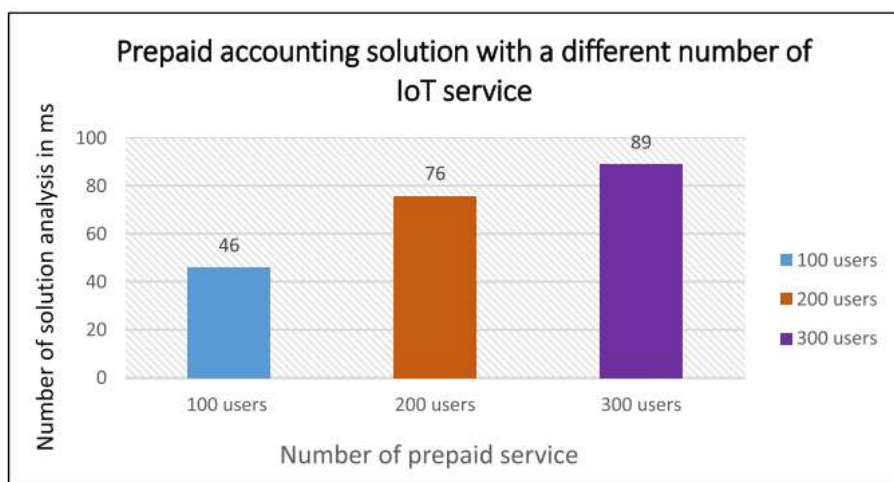 Prepaid accounting solution with a different number of
IoT service
Number of solution analysis in ms
100
80
60
40
20
0
46
76
89
100 users
200 users
300 users
Number of prepaid service
100 users
200 users
300 users